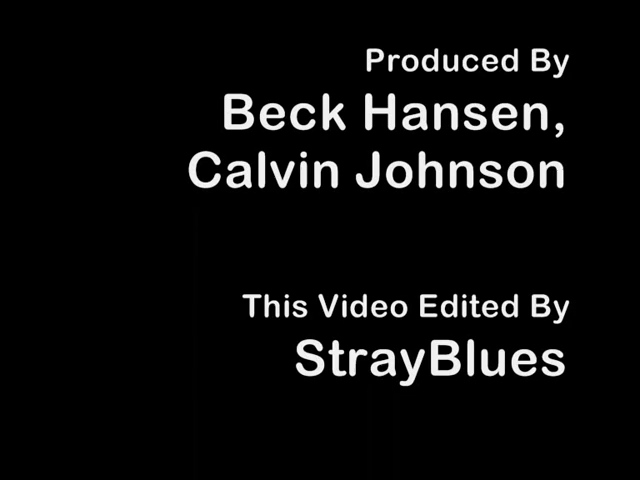 Produced By
Beck Hansen,
Calvin Johnson
This Video Edited By
StrayBlues